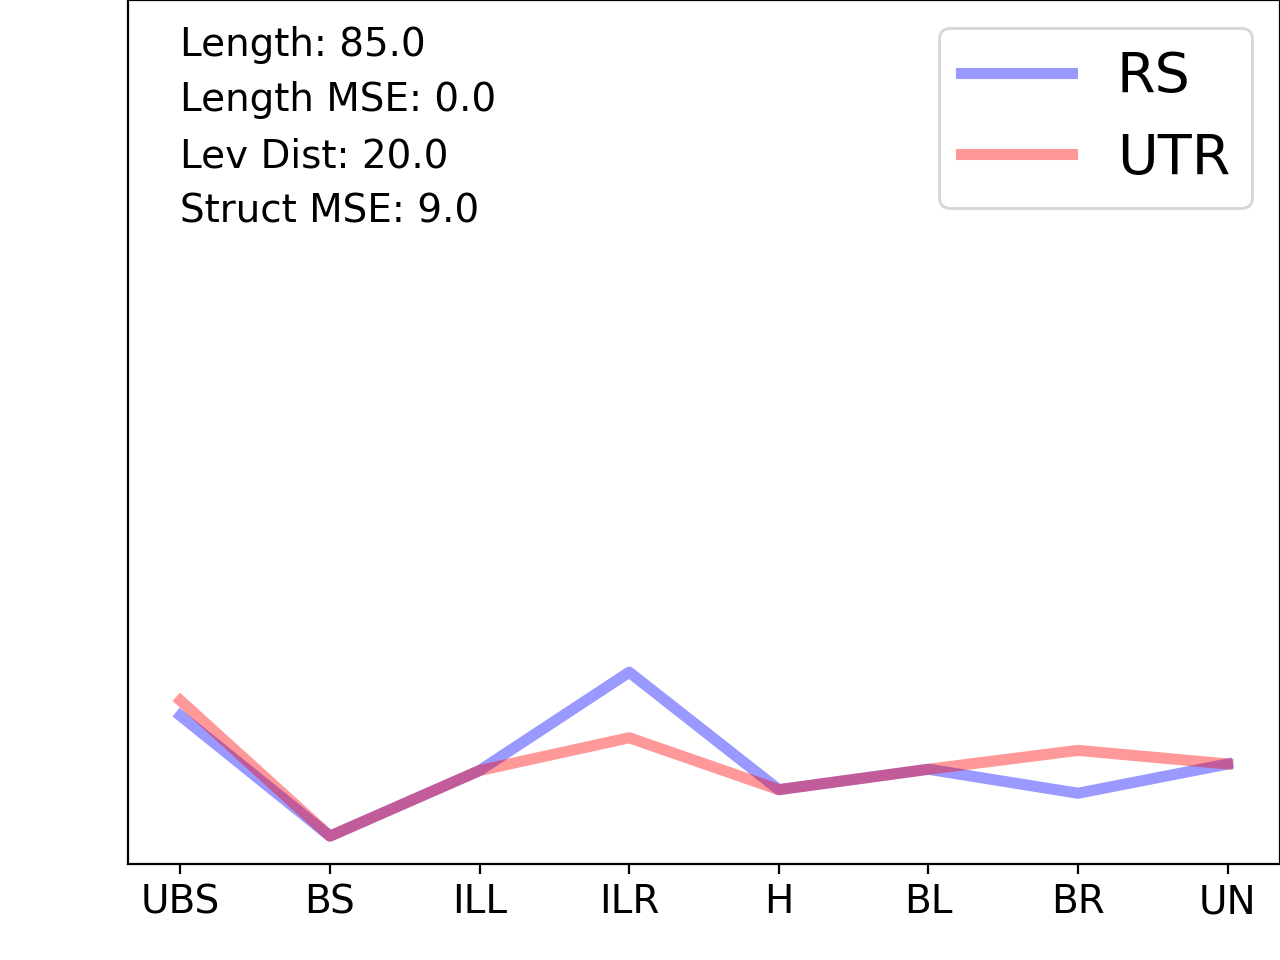 Length: 85.0
Length MSE: 0.0
Lev Dist: 20.0
Struct MSE: 9.0
RS
UTR
UBS BS ILL ILR H BL BR UN